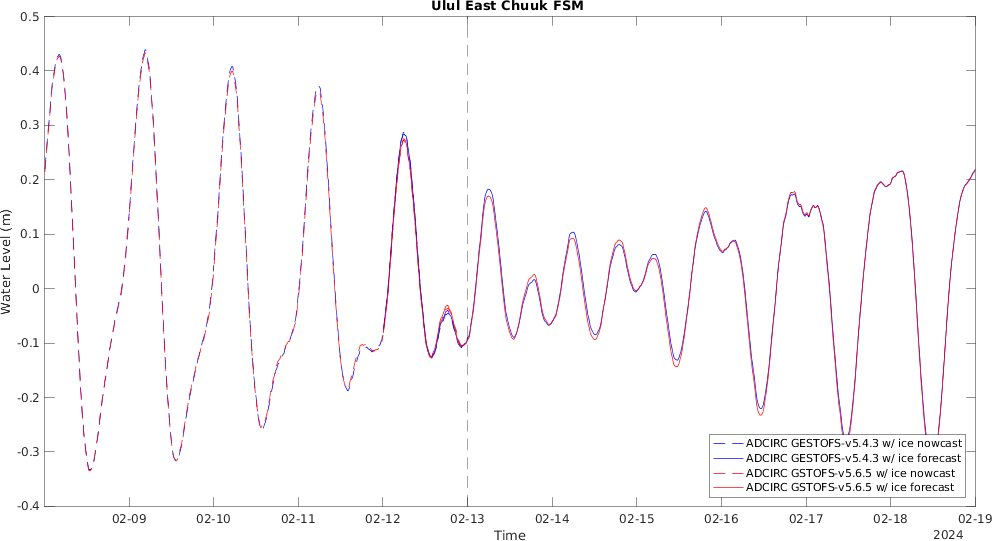 Ulul East Chuuk FSM
0.5
0.4
0.3
0.2
0.1
0
-0.1
-0.2
-0.3
-0.4
Water Level (m)
ADCIRC GESTOFS-v5.4.3 w/ ice nowcast
ADCIRC GESTOFS-v5.4.3 w/ ice forecast
ADCIRC GSTOFS-v5.6.5 w/ ice nowcast
ADCIRC GSTOFS-v5.6.5 w/ ice forecast
02-09 02-10 02-11 02-12 02-13 02-14 02-15 02-16 02-17 02-18 02-19
Time
2024